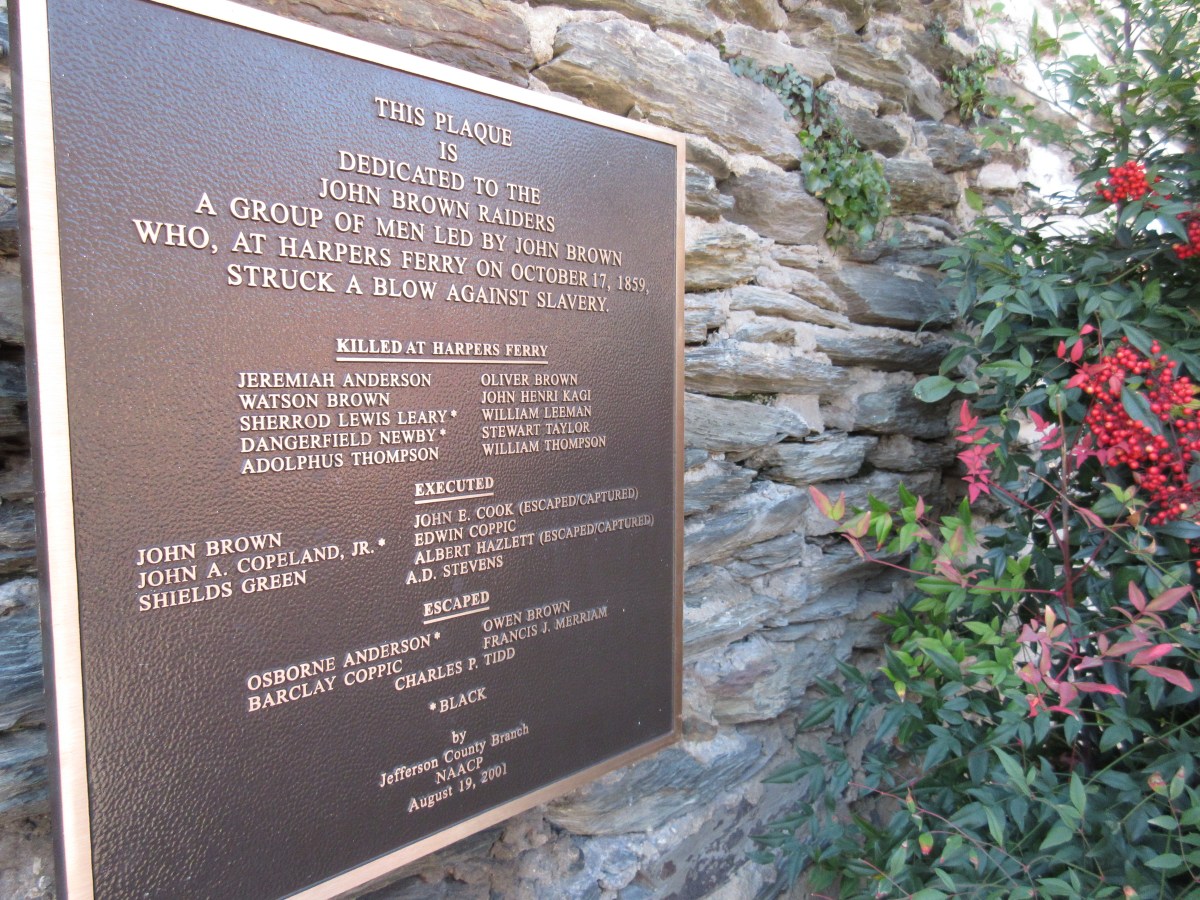 THIS PLAQUE
IS
DEDICATED TO THE
JOHN BROWN RAIDERS
A GROUP OF MEN LED BY JOHN BROWN
WHO, AT HARPERS FERRY ON OCTOBER 17, 1859,
STRUCK A BLOW AGAINST SLAVERY.
KILLED AT HARPERS FERRY
JEREMIAH ANDERSON
WATSON BROWN
SHERROD LEWIS LEARY *
DANGERFIELD NEWBY *
ADOLPHUS THOMPSON
OLIVER BROWN
JOHN HENRI KAGI
WILLIAM LEEMAN
STEWART TAYLOR
WILLIAM THOMPSON
EXECUTED
JOHN BROWN
JOHN A. COPELAND, JR. *
SHIELDS GREEN
JOHN E. COOK (ESCAPED/CAPTURED)
EDWIN COPPIC
ALBERT HAZLETT (ESCAPED/CAPTURED)
A.D. STEVENS
ESCAPED
OSBORNE ANDERSON *
BARCLAY COPPIC
OWEN BROWN
FRANCIS J. MERRIAM
CHARLES P. TIDD
* BLACK
by
Jefferson County Branch
NAACP
August 19, 2001